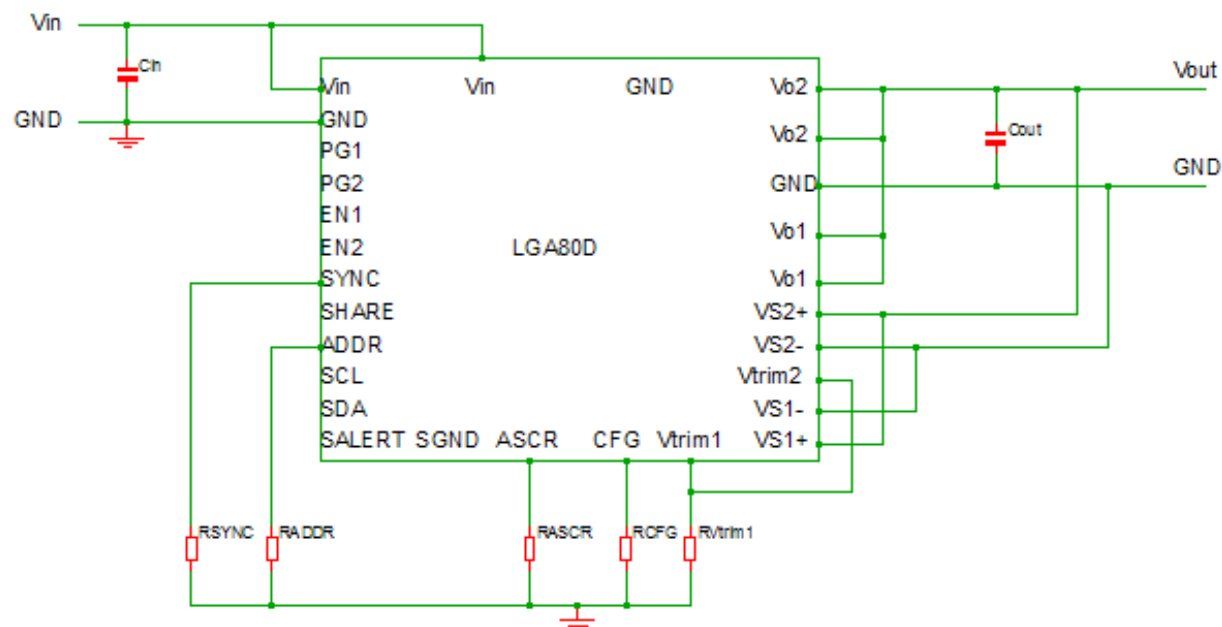 Vin
Cin
Vin Vin GND Vo2
Vout
GND
GND
PG1
Vo2
Cout
PG2
GND
GND
EN1
EN2
LGA80D
Vo1
SYNC
Vo1
SHARE
VS2+
ADDR
VS2-
SCL
Vtrim2
SDA
VS1-
SALERT SGND ASCR CFG Vtrim1 VS1+
RSYNC RADDR RASCR RCFG RVtrim1